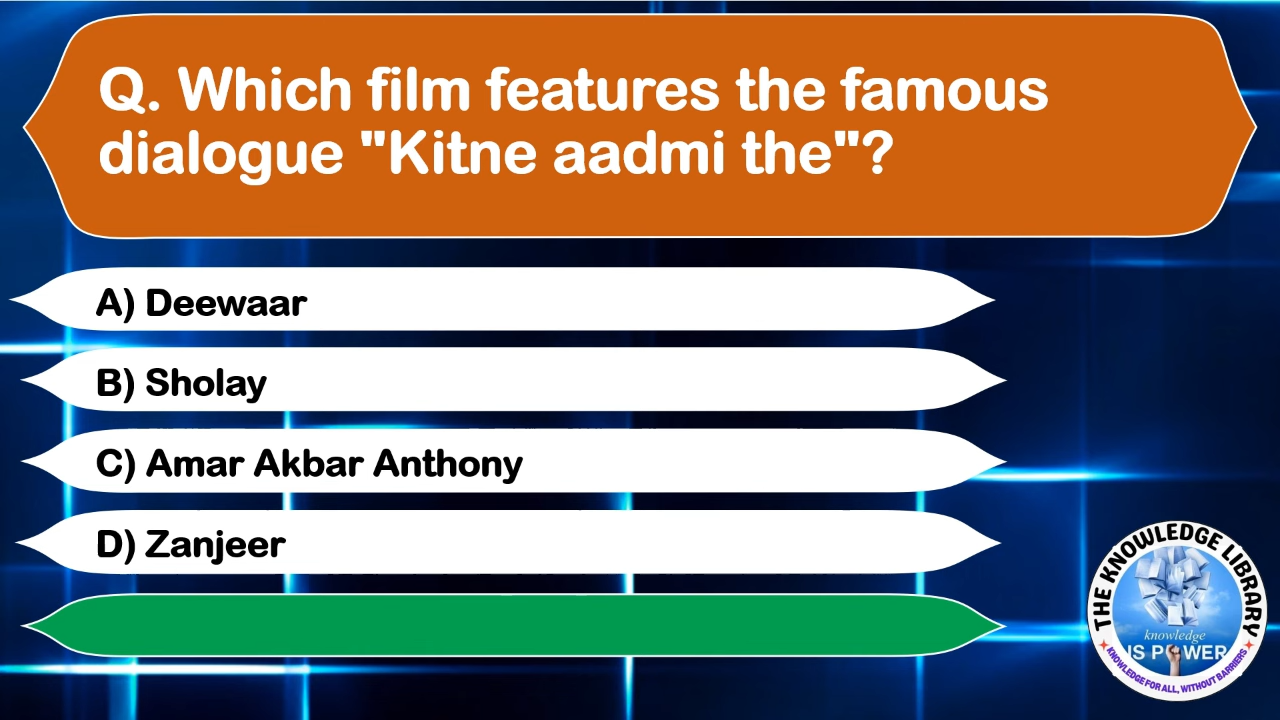 Q. Which film features the famous
dialogue "Kitne aadmi the"?
A) Deewaar
B) Sholay
C) Amar Akbar Anthony
D) Zanjeer
THE KNOWLEDGE LIBRARY
knowledge
IS POWER
KNOWLEDGE FOR ALL, WITHOUT BARRIERS